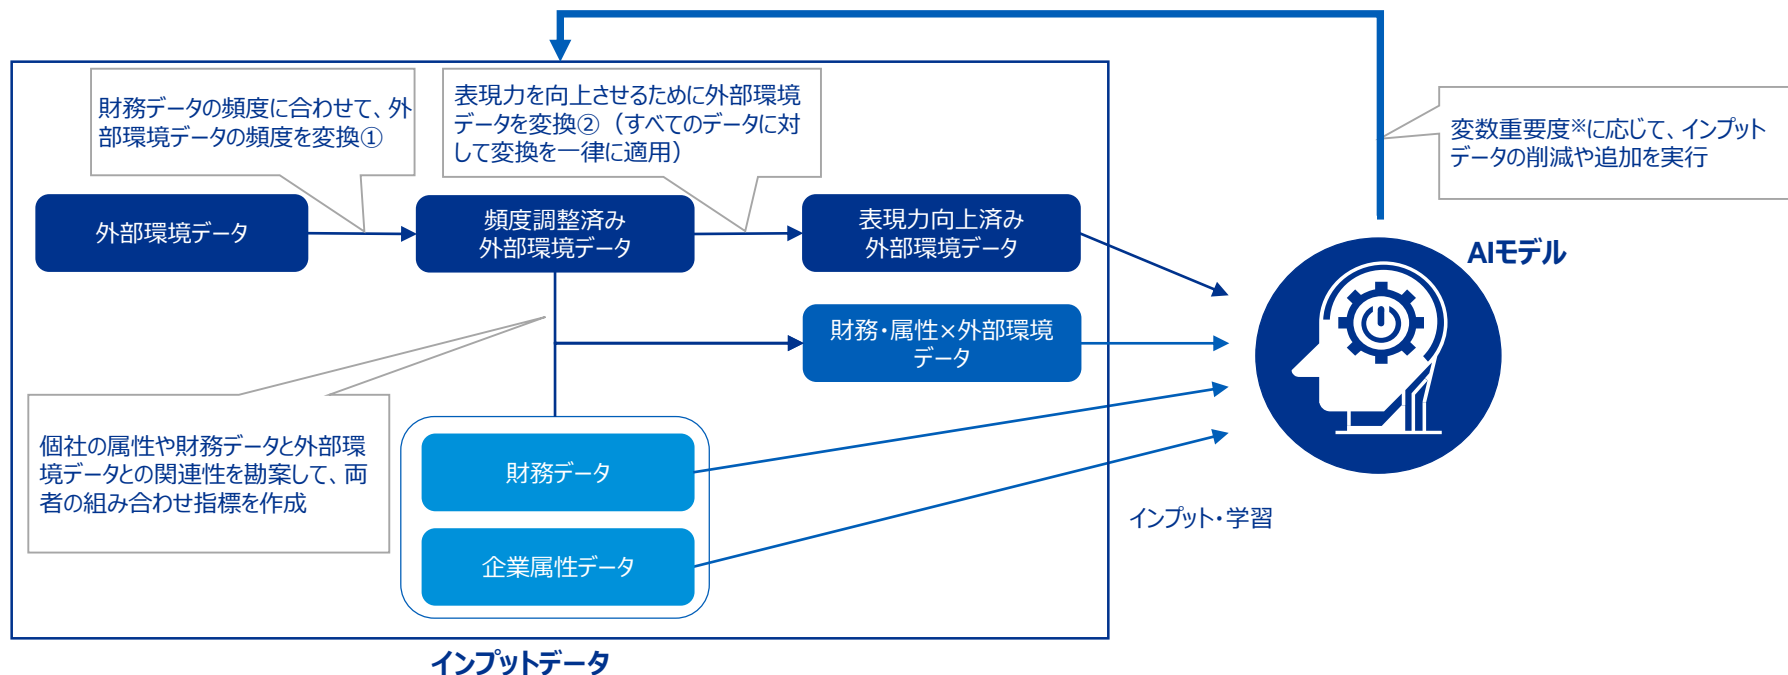 財務データの頻度に合わせて、外
部環境データの頻度を変換①
表現力を向上させるために外部環境
データを変換②（すべてのデータに対
して変換を一律に適用）
変数重要度※に応じて、インプット
データの削減や追加を実行
外部環境データ
頻度調整済み
外部環境データ
表現力向上済み
外部環境データ
AIモデル
財務・属性×外部環境
データ
個社の属性や財務データと外部環
境データとの関連性を勘案して、両
者の組み合わせ指標を作成
財務データ
企業属性データ
インプット・学習
インプットデータ